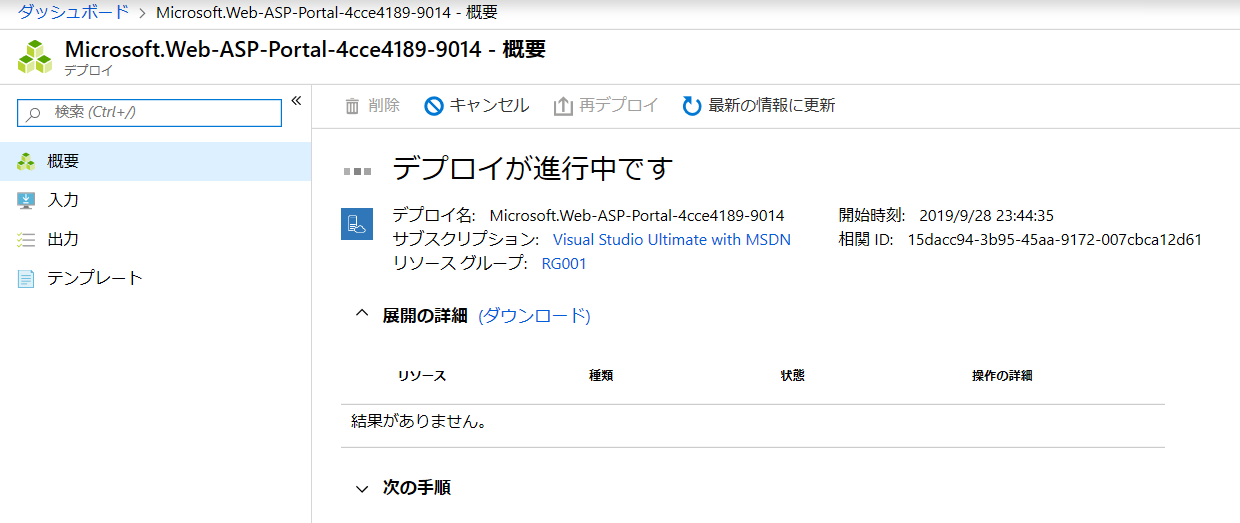 ダッシュボード > Microsoft.Web-ASP-Portal-4cce4189-9014 - 概要
Microsoft.Web-ASP-Portal-4cce4189-9014 - 概要
デプロイ
検索 (Ctrl+/)
«
削除 キャンセル 再デプロイ 最新の情報に更新
概要
入力
出力
テンプレート
デプロイが進行中です
デプロイ名: Microsoft.Web-ASP-Portal-4cce4189-9014 開始時刻: 2019/9/28 23:44:35
サブスクリプション: Visual Studio Ultimate with MSDN 相関 ID: 15dacc94-3b95-45aa-9172-007cbca12d61
リソース グループ: RG001
展開の詳細 (ダウンロード)
リソース 種類 状態 操作の詳細
結果がありません。
次の手順